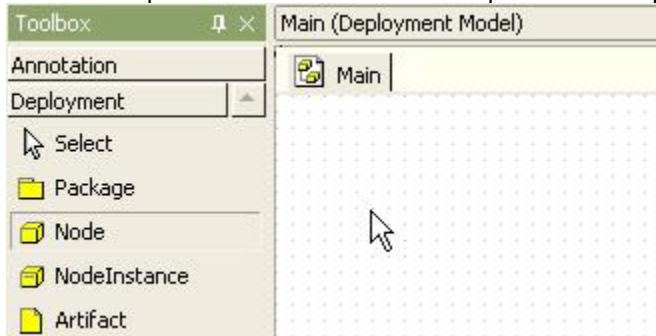 Toolbox
Main (Deployment Model)
Annotation
Main
Deployment
Select
Package
Node
NodeInstance
Artifact